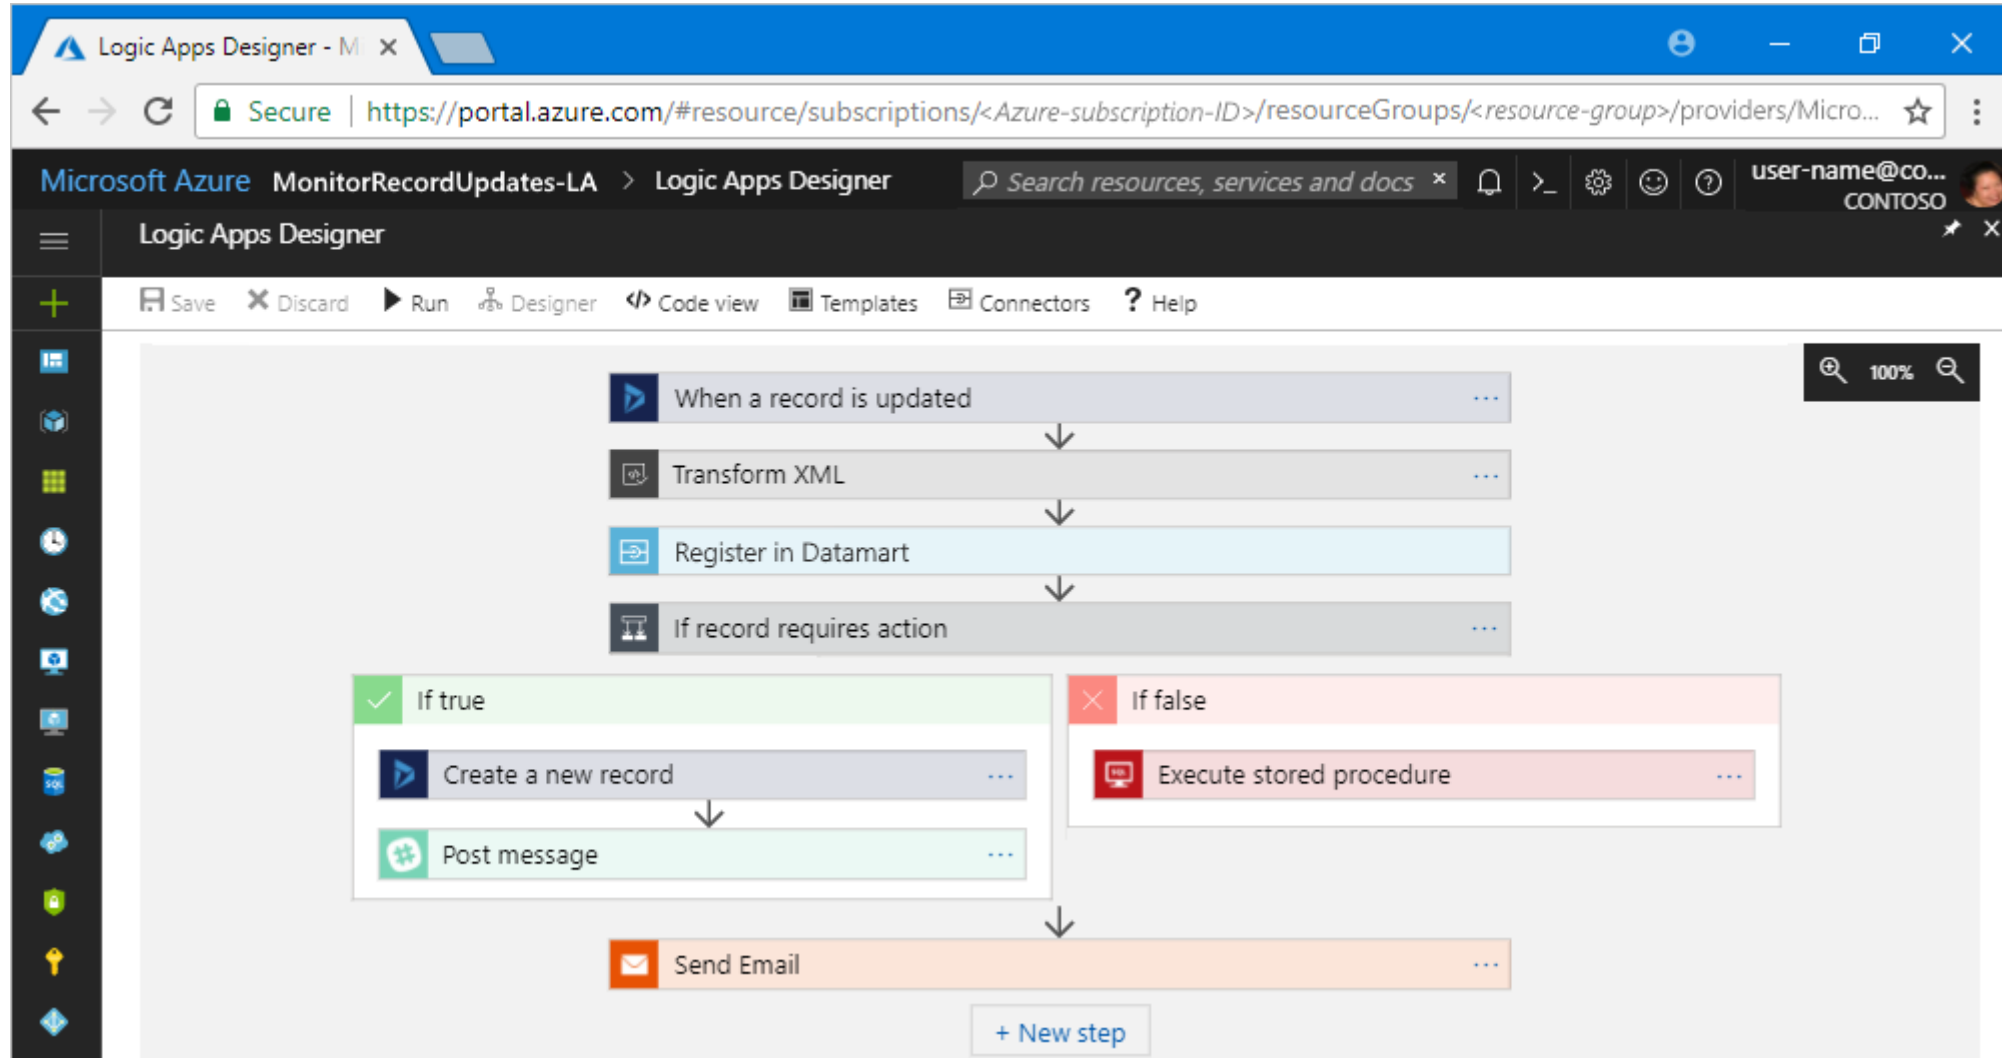 Logic Apps Designer - M
Secure | https://portal.azure.com/#resource/subscriptions/<Azure-subscription-ID>/resourceGroups/<resource-group>/providers/Micro...
Microsoft Azure MonitorRecordUpdates-LA > Logic Apps Designer Search resources, services and docs × >_ user-name@co...
CONTOSO
Logic Apps Designer
Save Discard Run Designer Code view Templates Connectors ? Help
100%
When a record is updated ...
Transform XML ...
Register in Datamart
If record requires action ...
If true
If false
Create a new record ...
Execute stored procedure ...
Post message ...
Send Email ...
+ New step